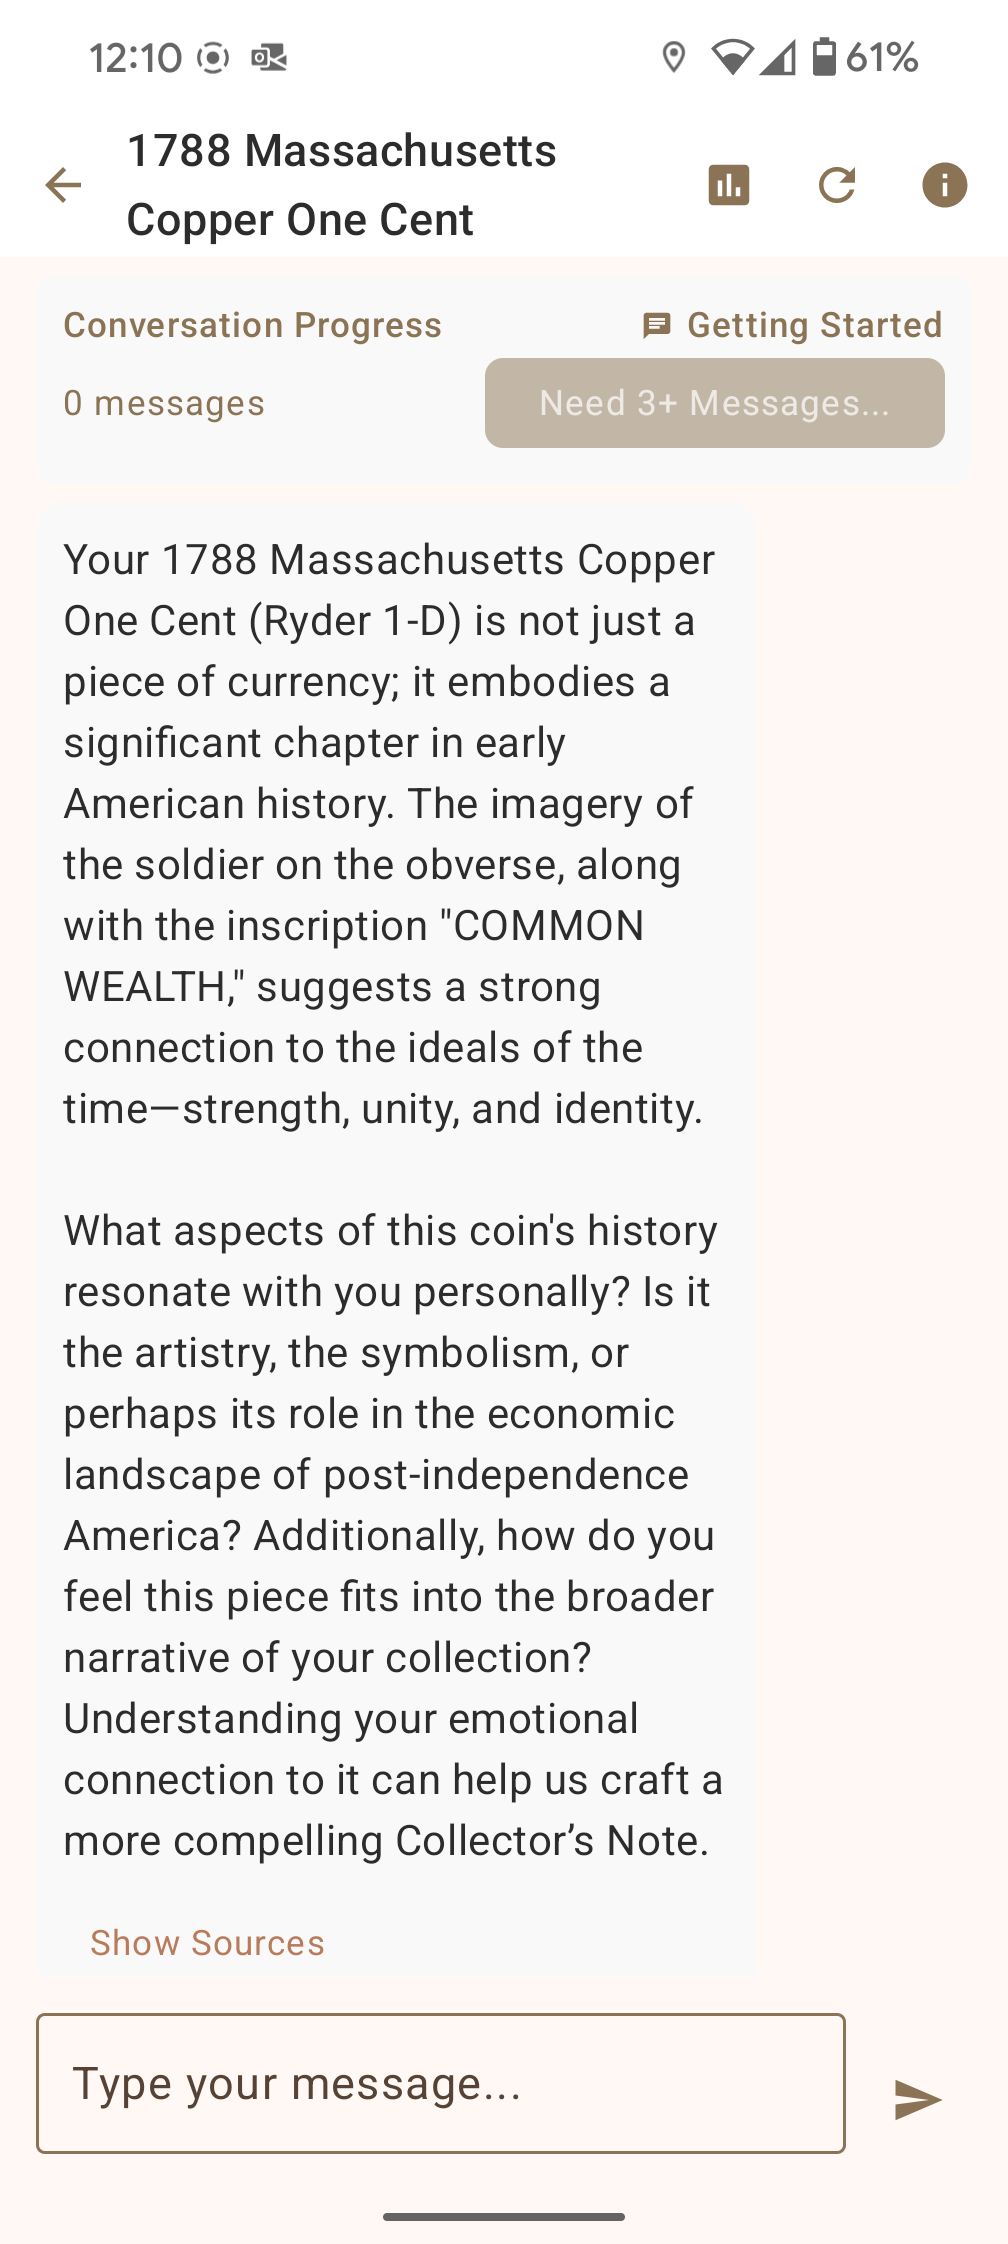 12:10
61%
1788 Massachusetts
Copper One Cent
Conversation Progress
Getting Started
0 messages
Need 3+ Messages...
Your 1788 Massachusetts Copper
One Cent (Ryder 1-D) is not just a
piece of currency; it embodies a
significant chapter in early
American history. The imagery of
the soldier on the obverse, along
with the inscription "COMMON
WEALTH," suggests a strong
connection to the ideals of the
time—strength, unity, and identity.
What aspects of this coin's history
resonate with you personally? Is it
the artistry, the symbolism, or
perhaps its role in the economic
landscape of post-independence
America? Additionally, how do you
feel this piece fits into the broader
narrative of your collection?
Understanding your emotional
connection to it can help us craft a
more compelling Collector’s Note.
Show Sources
Type your message...